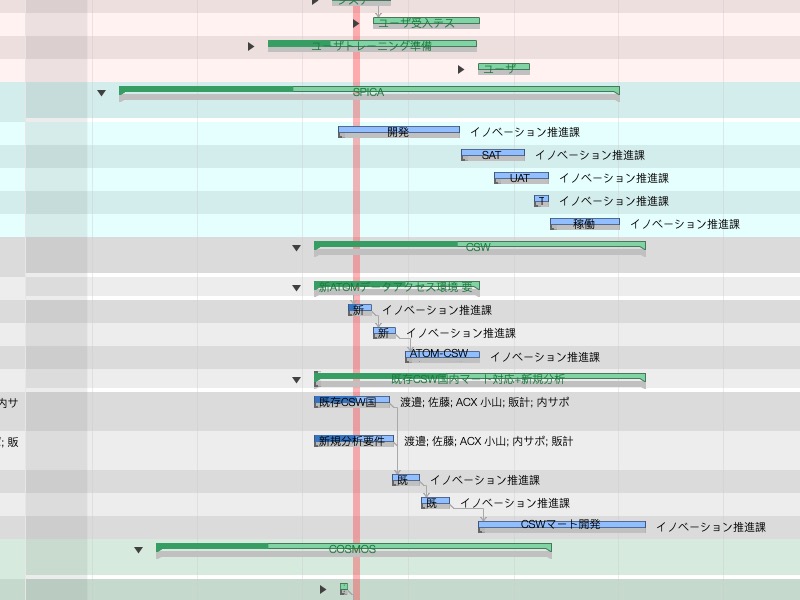 ユーザ受入テス
ユーザトレーニング準備
ユーザ
SPICA
開発 イノベーション推進課
SAT イノベーション推進課
UAT イノベーション推進課
T イノベーション推進課
稼働 イノベーション推進課
CSW
新ATOMデータアクセス環境 要
新 イノベーション推進課
新 イノベーション推進課
ATOM-CSW イノベーション推進課
既存CSW国内マート対応+新規分析
内サ 既存CSW国 渡邉; 佐藤; ACX 小山; 販計; 内サポ
; 販 新規分析要件 渡邉; 佐藤; ACX 小山; 内サポ; 販計
既 イノベーション推進課
既 イノベーション推進課
CSWマート開発 イノベーション推進課
COSMOS